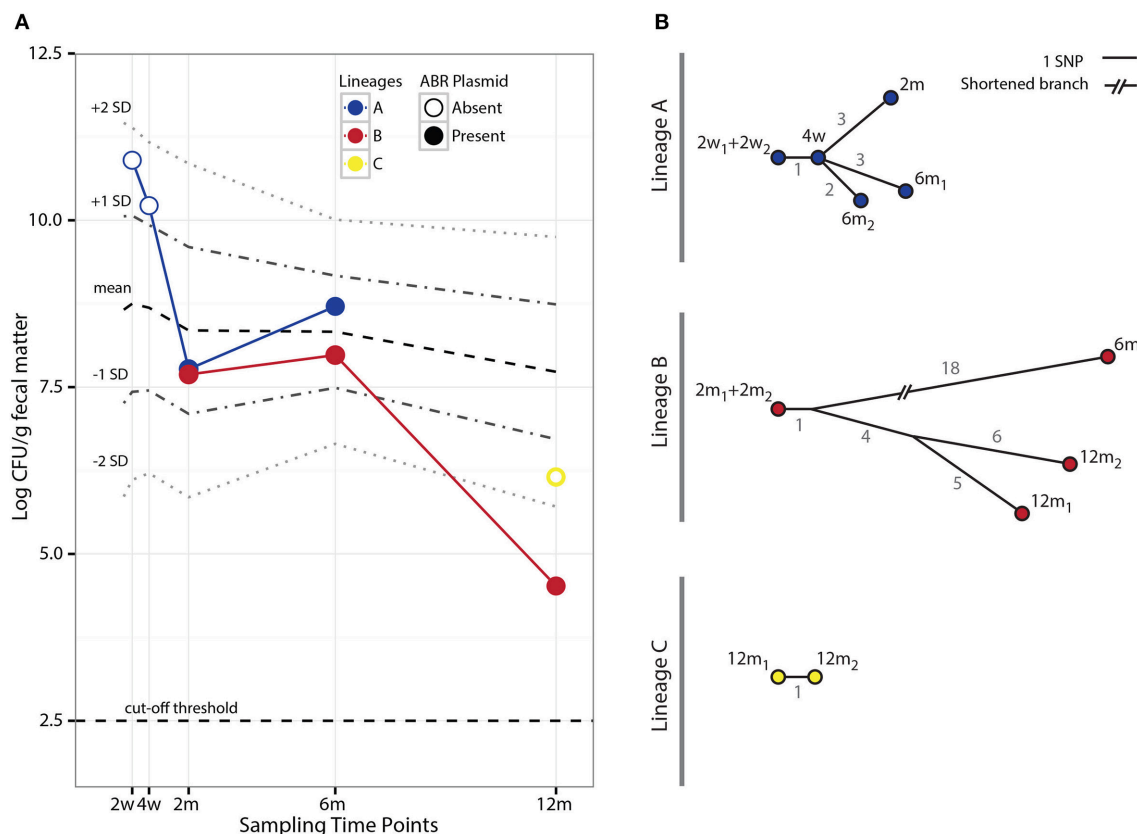 A
12.5
10.0
7.5
5.0
2.5
Log CFU/g fecal matter
+2 SD
+1 SD
mean
-1 SD
-2 SD
cut-off threshold
Lineages
A
B
C
ABR Plasmid
Absent
Present
2w
4w
2m
6m
12m
Sampling Time Points
B
1 SNP
Shortened branch
Lineage A
2w1+2w2
4w
2m
6m1
6m2
1
3
3
2
Lineage B
2m1+2m2
6m
12m2
12m1
1
18
4
6
5
Lineage C
12m1
12m2
1